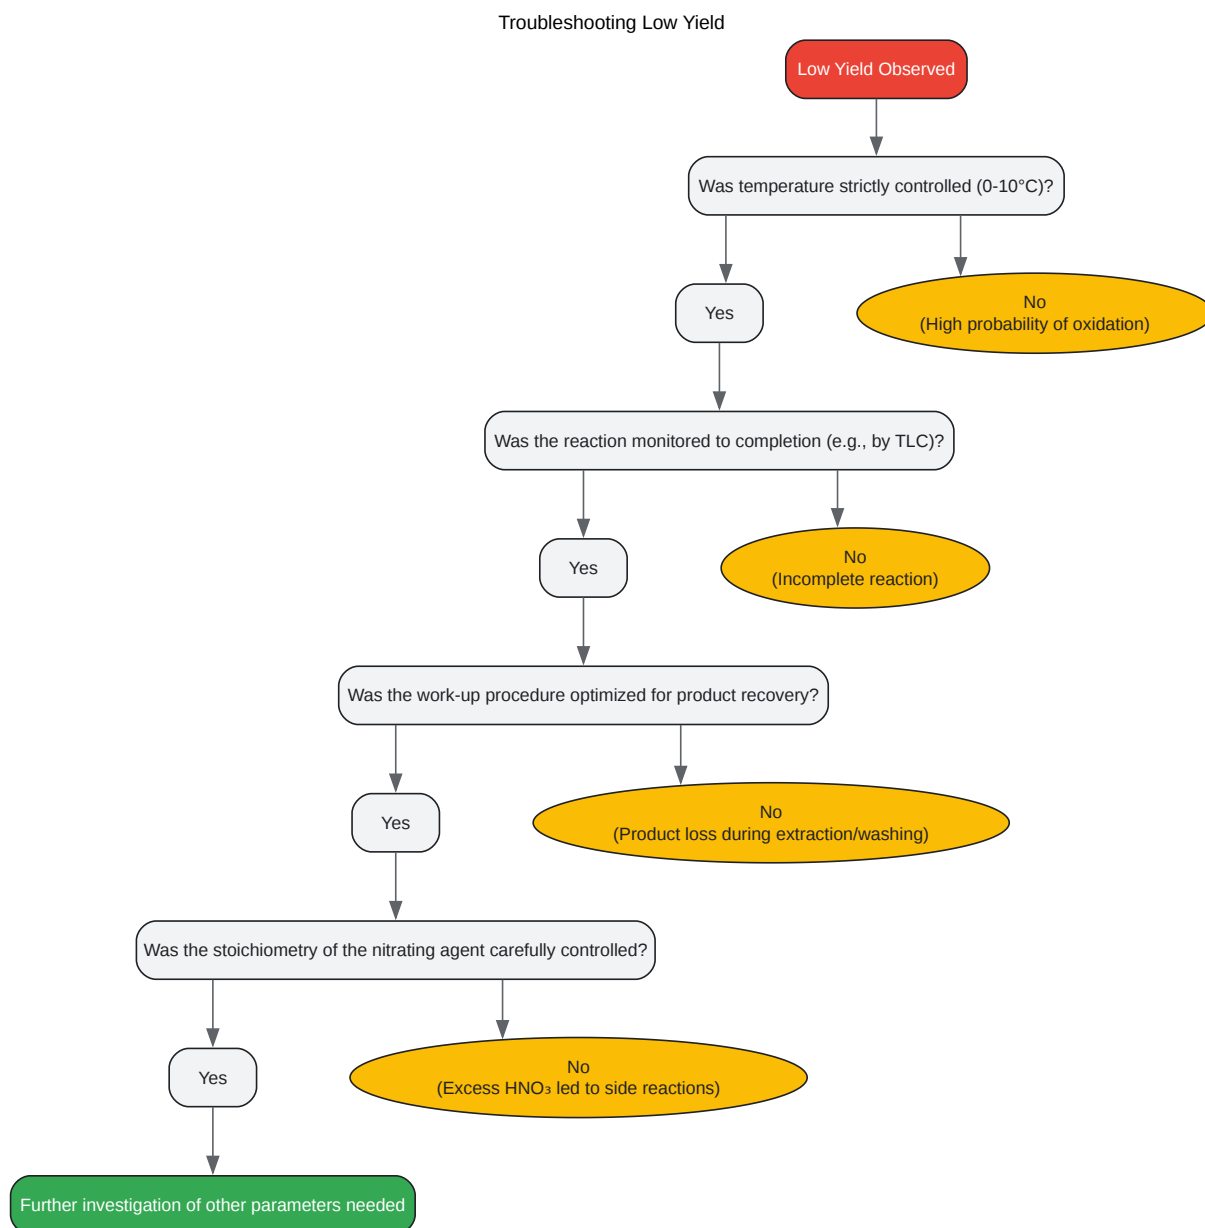 Troubleshooting Low Yield
Low Yield Observed
Was temperature strictly controlled (0-10°C)?
Yes
No
(High probability of oxidation)
Was the reaction monitored to completion (e.g., by TLC)?
Yes
No
(Incomplete reaction)
Was the work-up procedure optimized for product recovery?
Yes
No
(Product loss during extraction/washing)
Was the stoichiometry of the nitrating agent carefully controlled?
Yes
No
(Excess HNO₃ led to side reactions)
Further investigation of other parameters needed